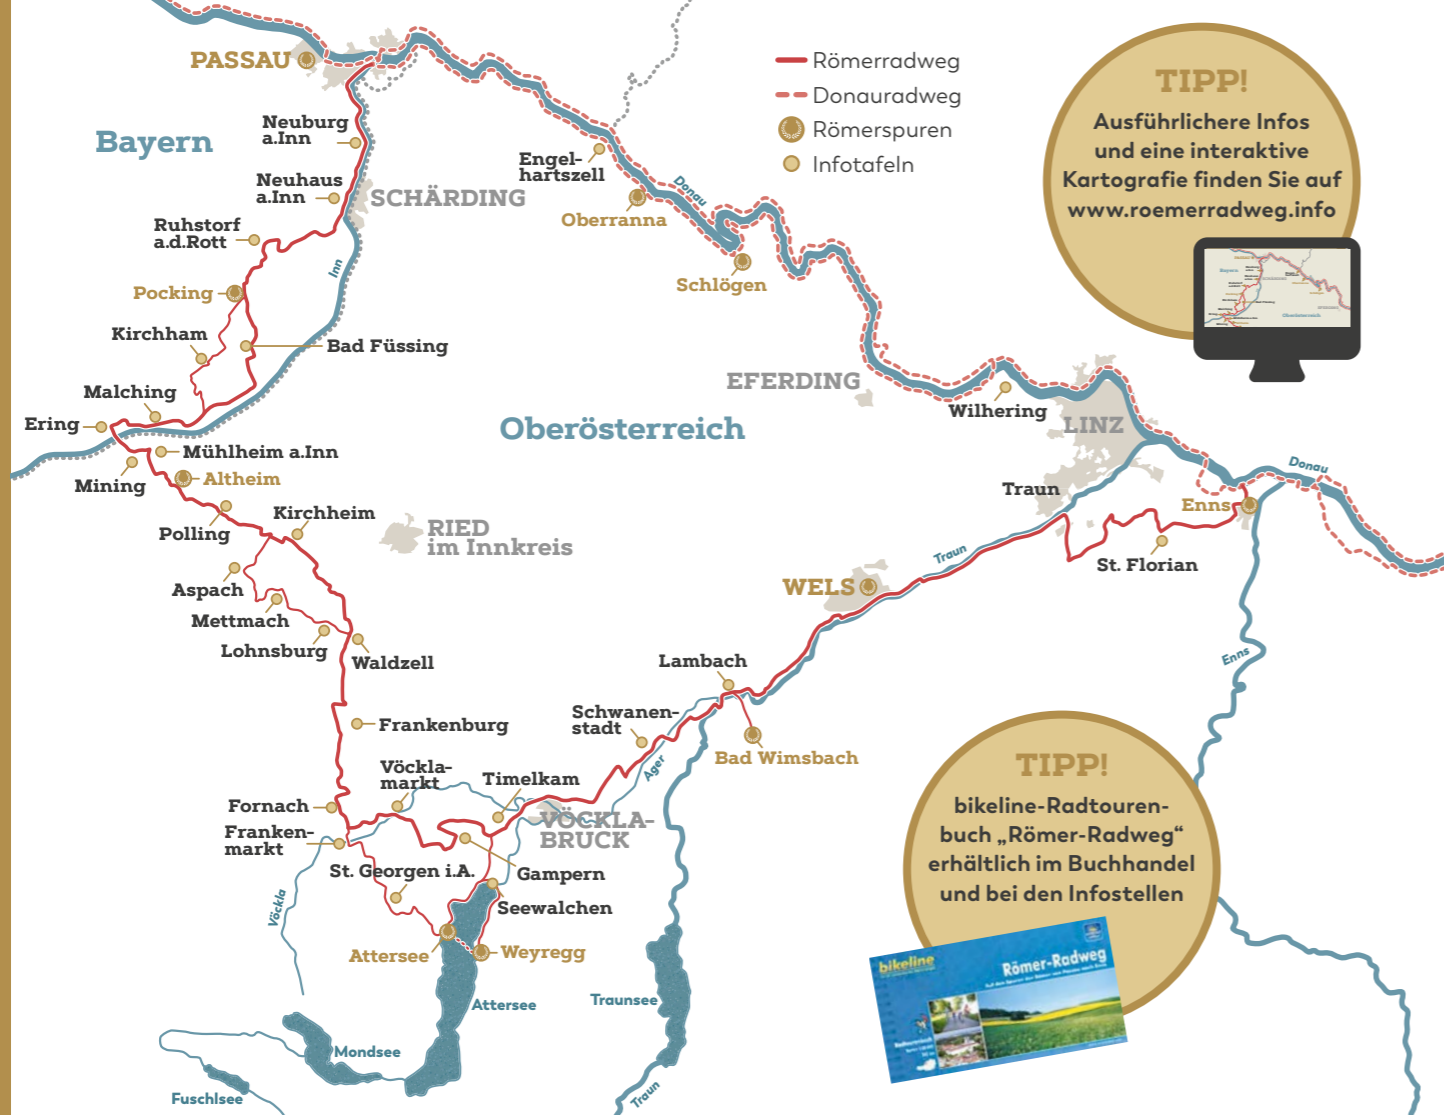 PASSAU
Bayern
Neuburg
a.Inn
Neuhaus
a.Inn
SCHÄRDING
Ruhstorf
a.d.Rott
Inn
Pocking
Kirchham
Bad Füssing
Malching
Ering
Mühlheim a.Inn
Mining
Altheim
Polling
Kirchheim
RIED
im Innkreis
Aspach
Mettmach
Lohnsburg
Waldzell
Frankenburg
Vöckla-
markt
Timelkam
Fornach
Franken-
markt
St. Georgen i.A.
Gampern
Seewalchen
Vöckla
Attersee
Weyregg
Attersee
Mondsee
Fuschlsee
Traunsee
Traun
Römerradweg
Donauradweg
Römerspuren
Infotafeln
Engel-
hartszell
Donau
Oberranna
Schlögen
EFERDING
Oberösterreich
Wilhering
LINZ
Donau
Traun
Enns
St. Florian
Traun
WELS
Enns
Lambach
Schwanen-
stadt
Ager
Bad Wimsbach
VÖCKLA-
BRUCK
TIPP!
Ausführlichere Infos
und eine interaktive
Kartografie finden Sie auf
www.roemerradweg.info
Bayern
Oberösterreich
TIPP!
bikeline-Radtouren-
buch „Römer-Radweg“
erhältlich im Buchhandel
und bei den Infostellen
bikeline
Römer-Radweg